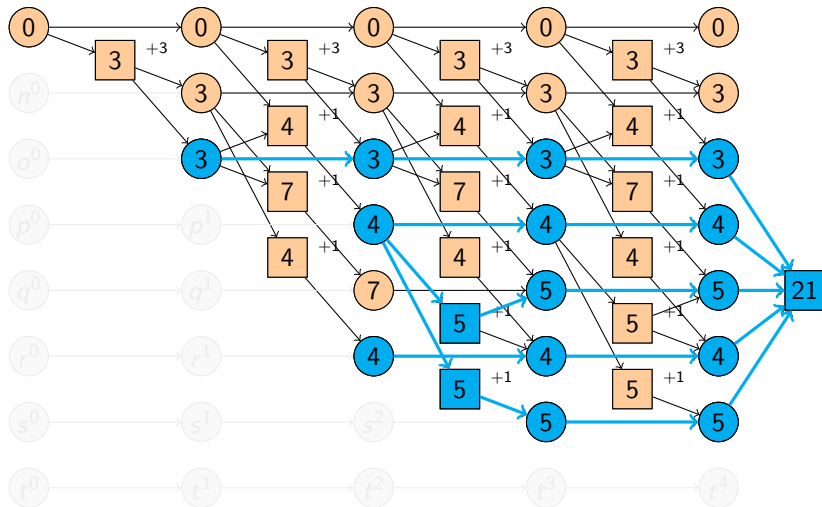 0 0 0 0 0
3 +3 3 +3 3 +3 3 +3
n⁰ 3 3 3 3
4 +1 4 +1 4 +1
o⁰ 3 3 3 3
7 +1 7 +1 7 +1
p⁰ p¹ 4 4 4
4 +1 4 +1 4 +1
q⁰ q¹ 7 5 5 21
5 +1 5 +1
r⁰ r¹ 4 4 4
5 +1 5 +1
s⁰ s¹ s² 5 5
t⁰ t¹ t² t³ t⁴